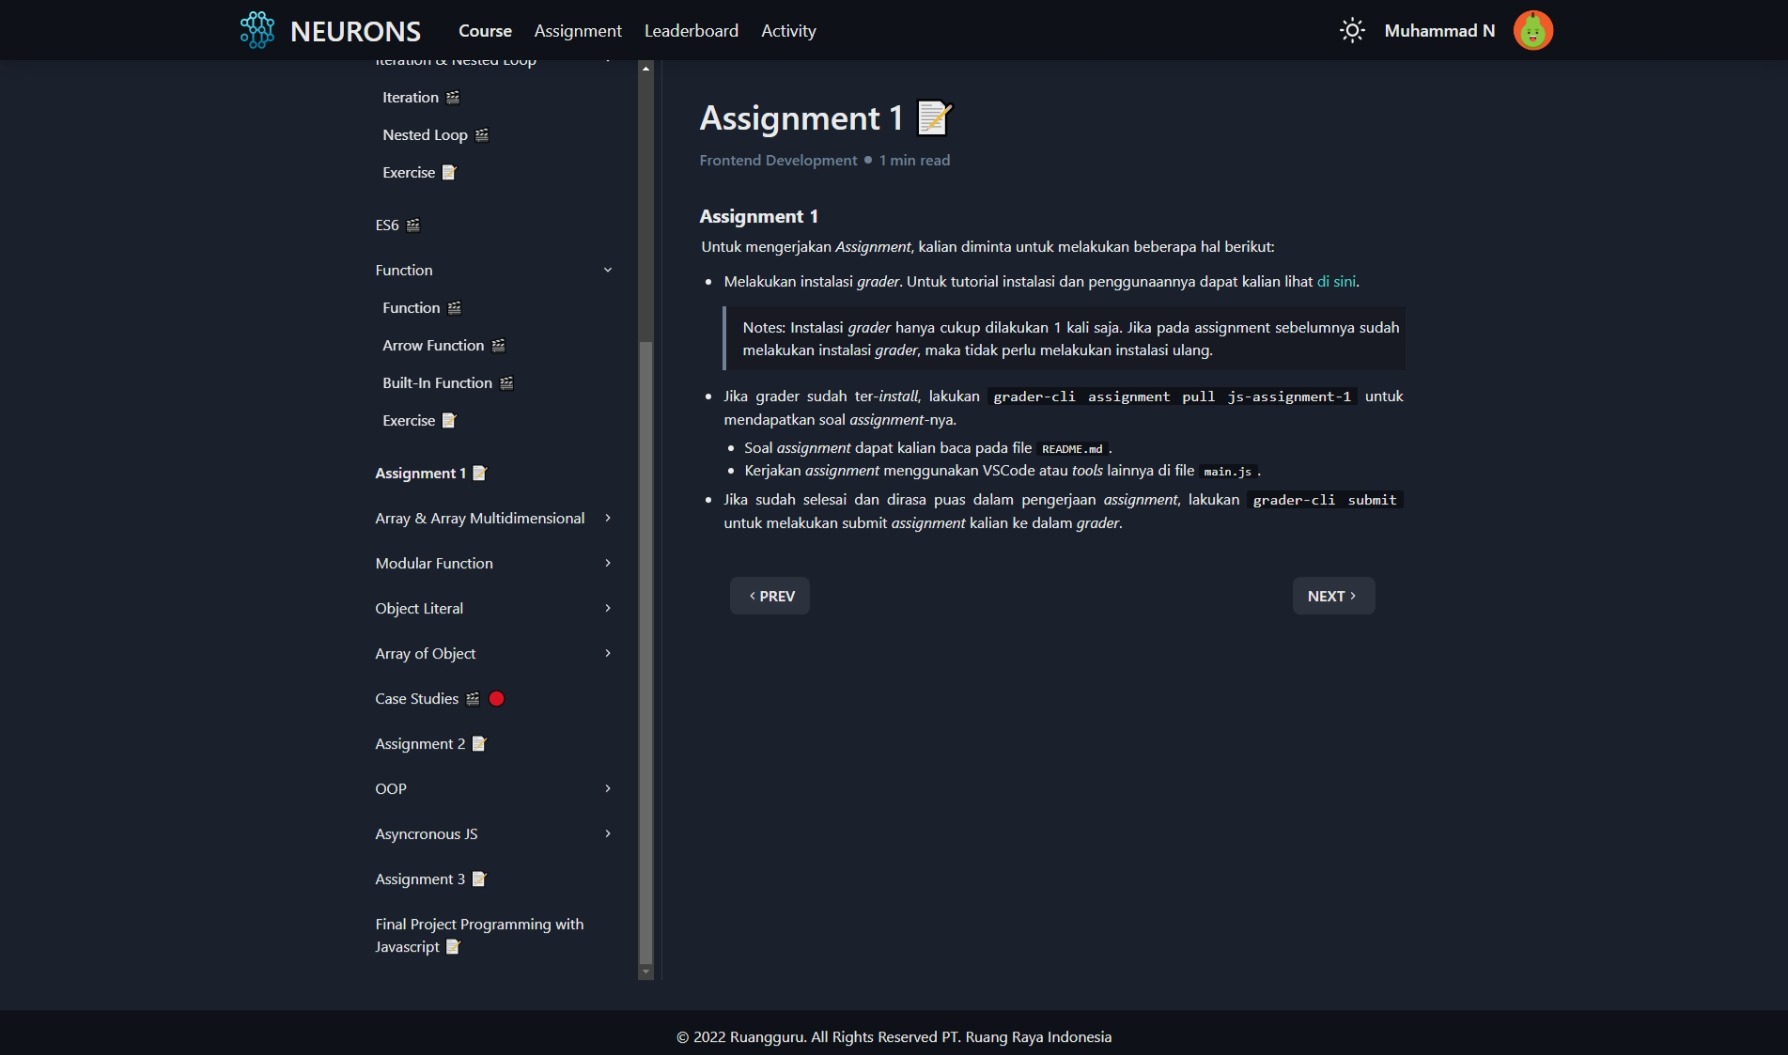 NEURONS
Course
Assignment
Leaderboard
Activity
Muhammad N
Iteration & Nested Loop
Iteration
Nested Loop
Exercise
ES6
Function
Function
Arrow Function
Built-In Function
Exercise
Assignment 1
Array & Array Multidimensional
Modular Function
Object Literal
Array of Object
Case Studies
Assignment 2
OOP
Asyncronous JS
Assignment 3
Final Project Programming with
Javascript
Assignment 1
Frontend Development • 1 min read
Assignment 1
Untuk mengerjakan Assignment, kalian diminta untuk melakukan beberapa hal berikut:
• Melakukan instalasi grader. Untuk tutorial instalasi dan penggunaannya dapat kalian lihat di sini.
Notes: Instalasi grader hanya cukup dilakukan 1 kali saja. Jika pada assignment sebelumnya sudah
melakukan instalasi grader, maka tidak perlu melakukan instalasi ulang.
• Jika grader sudah ter-install, lakukan grader-cli assignment pull js-assignment-1 untuk
mendapatkan soal assignment-nya.
• Soal assignment dapat kalian baca pada file README.md.
• Kerjakan assignment menggunakan VSCode atau tools lainnya di file main.js.
• Jika sudah selesai dan dirasa puas dalam pengerjaan assignment, lakukan grader-cli submit
untuk melakukan submit assignment kalian ke dalam grader.
‹ PREV
NEXT ›
© 2022 Ruangguru. All Rights Reserved PT. Ruang Raya Indonesia